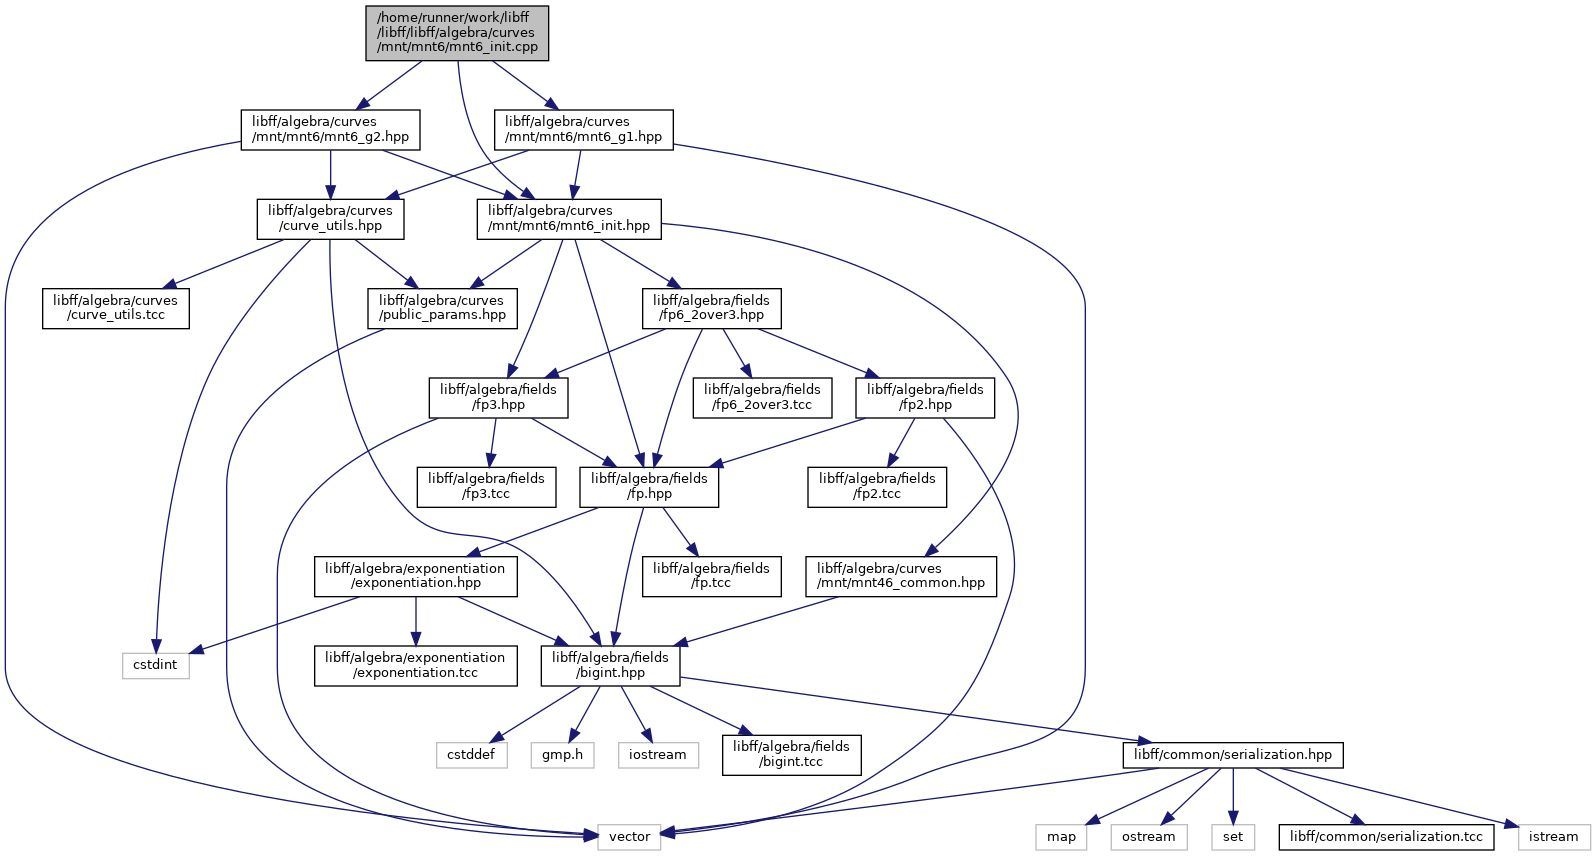 /home/runner/work/libff
/libff/libff/algebra/curves
/mnt/mnt6/mnt6_init.cpp
libff/algebra/curves
/mnt/mnt6/mnt6_g2.hpp
libff/algebra/curves
/mnt/mnt6/mnt6_g1.hpp
libff/algebra/curves
/curve_utils.hpp
libff/algebra/curves
/mnt/mnt6/mnt6_init.hpp
libff/algebra/curves
/curve_utils.tcc
libff/algebra/curves
/public_params.hpp
libff/algebra/fields
/fp6_2over3.hpp
libff/algebra/fields
/fp3.hpp
libff/algebra/fields
/fp6_2over3.tcc
libff/algebra/fields
/fp2.hpp
libff/algebra/fields
/fp3.tcc
libff/algebra/fields
/fp.hpp
libff/algebra/fields
/fp2.tcc
libff/algebra/exponentiation
/exponentiation.hpp
libff/algebra/fields
/fp.tcc
libff/algebra/curves
/mnt/mnt46_common.hpp
cstdint
libff/algebra/exponentiation
/exponentiation.tcc
libff/algebra/fields
/bigint.hpp
cstddef
gmp.h
iostream
libff/algebra/fields
/bigint.tcc
libff/common/serialization.hpp
vector
map
ostream
set
libff/common/serialization.tcc
istream